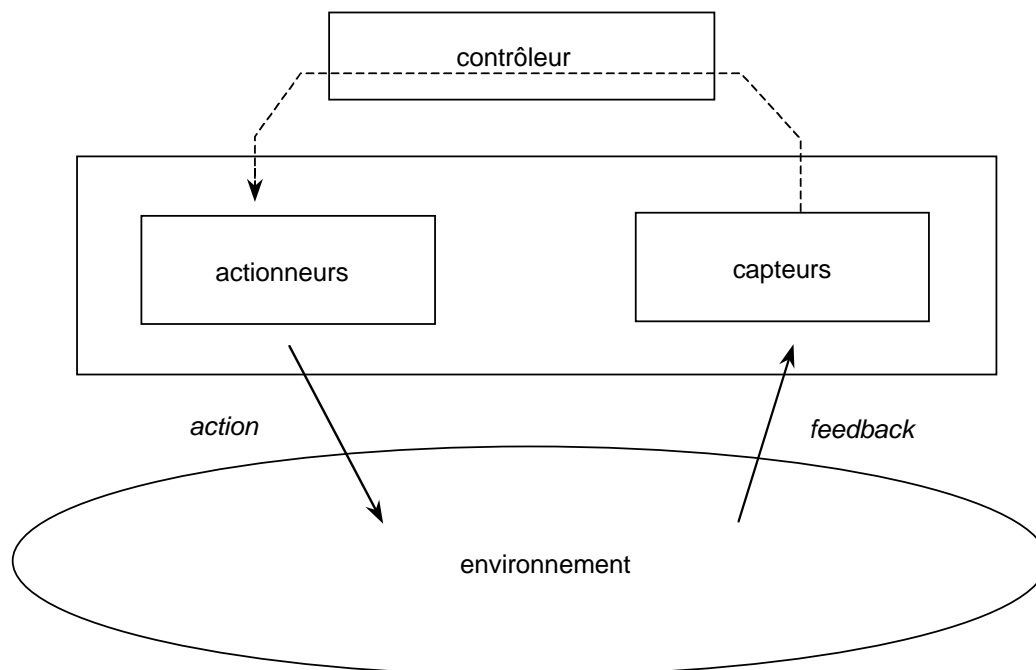 contrôleur
actionneurs
capteurs
action
feedback
environnement